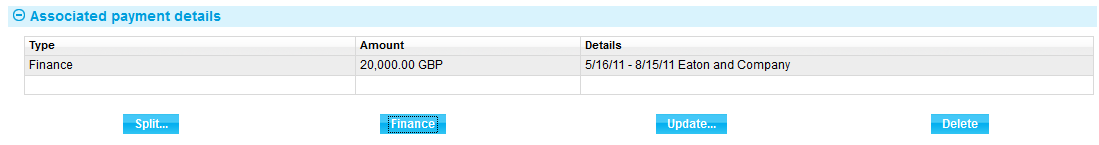 Associated payment details
Type Amount Details
Finance 20,000.00 GBP 5/16/11 - 8/15/11 Eaton and Company
Split... Finance Update... Delete